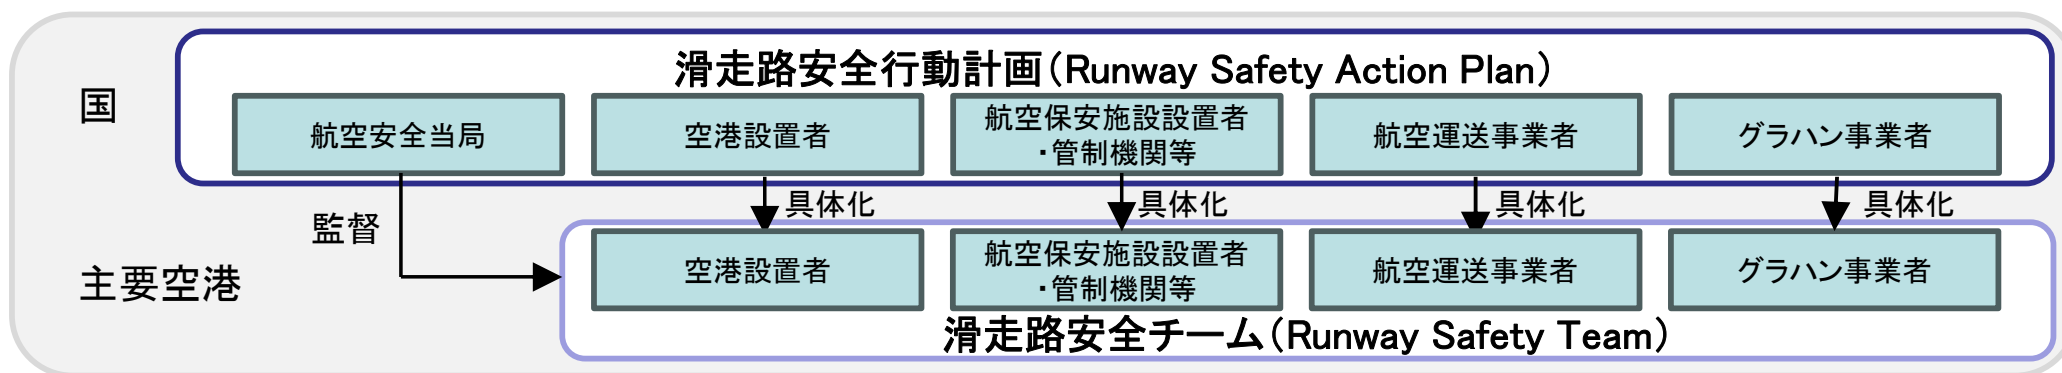 滑走路安全行動計画（Runway Safety Action Plan）
国
航空安全当局
空港設置者
航空保安施設設置者
・管制機関等
航空運送事業者
グラハン事業者
監督
具体化
具体化
具体化
具体化
主要空港
空港設置者
航空保安施設設置者
・管制機関等
航空運送事業者
グラハン事業者
滑走路安全チーム（Runway Safety Team）